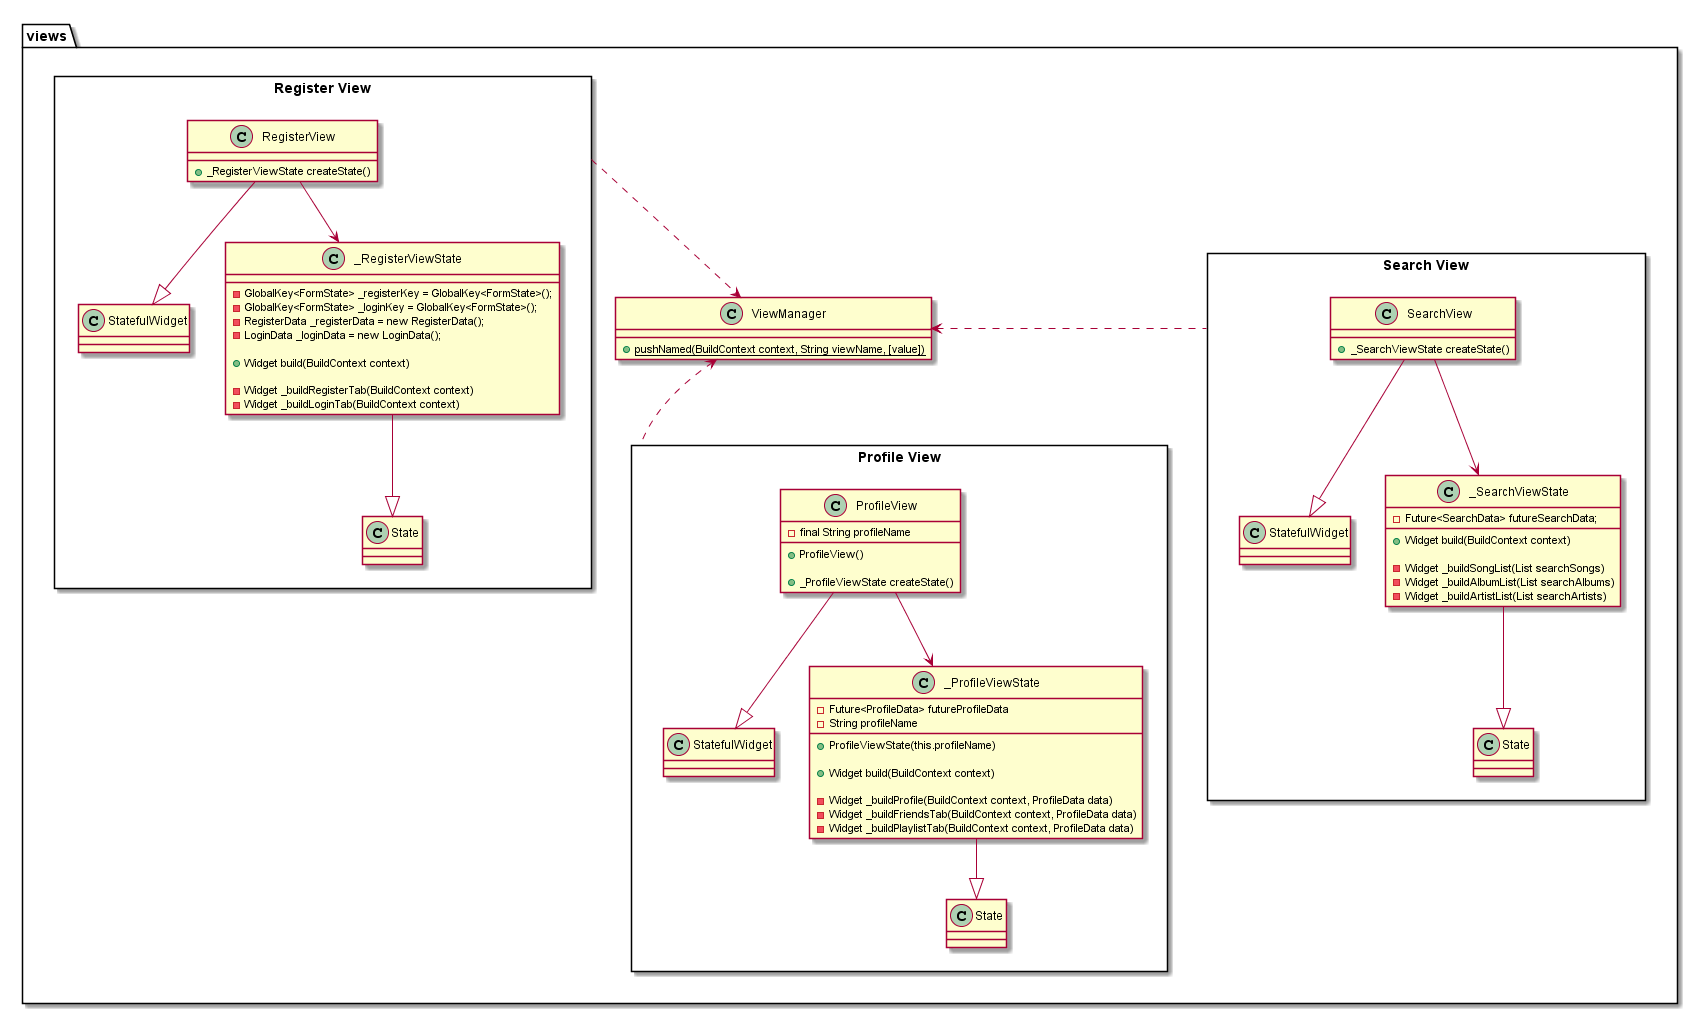 views
Register View
C RegisterView
_RegisterViewState createState()
C _RegisterViewState
GlobalKey<FormState> _registerKey = GlobalKey<FormState>();
GlobalKey<FormState> _loginKey = GlobalKey<FormState>();
RegisterData _registerData = new RegisterData();
LoginData _loginData = new LoginData();
Widget build(BuildContext context)
Widget _buildRegisterTab(BuildContext context)
Widget _buildLoginTab(BuildContext context)
C StatefulWidget
C State
C ViewManager
pushNamed(BuildContext context, String viewName, [value])
Search View
C SearchView
_SearchViewState createState()
C StatefulWidget
C _SearchViewState
Future<SearchData> futureSearchData;
Widget build(BuildContext context)
Widget _buildSongList(List searchSongs)
Widget _buildAlbumList(List searchAlbums)
Widget _buildArtistList(List searchArtists)
C State
Profile View
C ProfileView
final String profileName
ProfileView()
_ProfileViewState createState()
C StatefulWidget
C _ProfileViewState
Future<ProfileData> futureProfileData
String profileName
ProfileViewState(this.profileName)
Widget build(BuildContext context)
Widget _buildProfile(BuildContext context, ProfileData data)
Widget _buildFriendsTab(BuildContext context, ProfileData data)
Widget _buildPlaylistTab(BuildContext context, ProfileData data)
C State